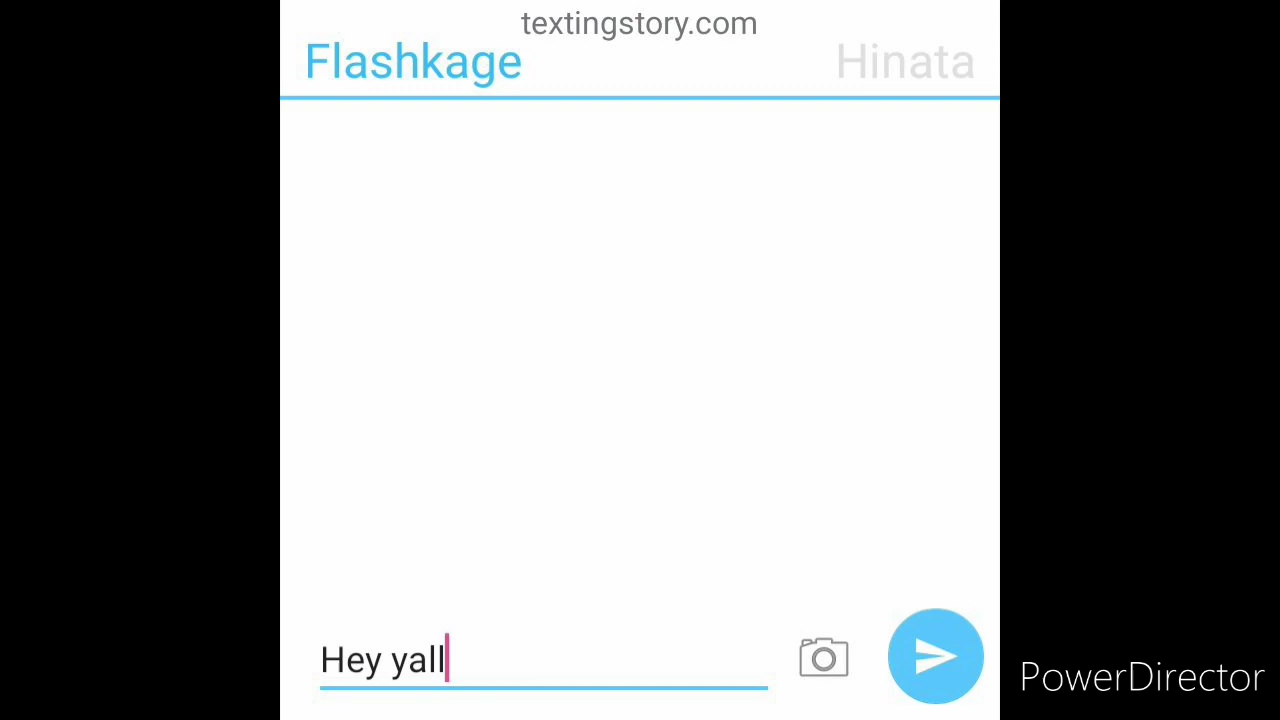 textingstory.com
Flashkage
Hinata
Hey yall
PowerDirector